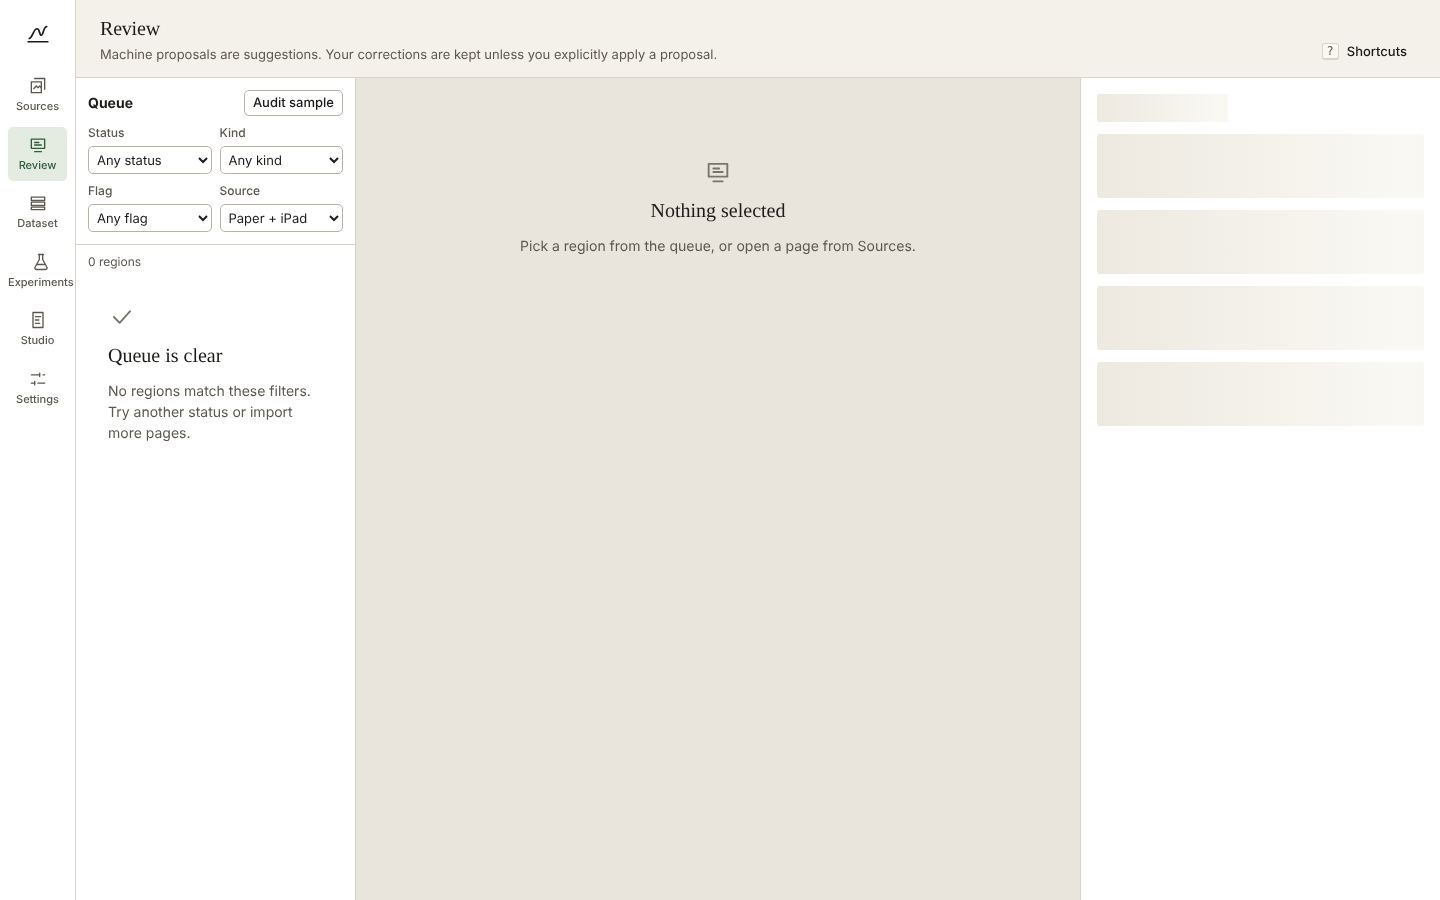 Review
Machine proposals are suggestions. Your corrections are kept unless you explicitly apply a proposal.
? Shortcuts
Sources
Review
Dataset
Experiments
Studio
Settings
Queue
Audit sample
Status
Kind
Any status
Any kind
Flag
Source
Any flag
Paper + iPad
0 regions
Queue is clear
No regions match these filters.
Try another status or import
more pages.
Nothing selected
Pick a region from the queue, or open a page from Sources.